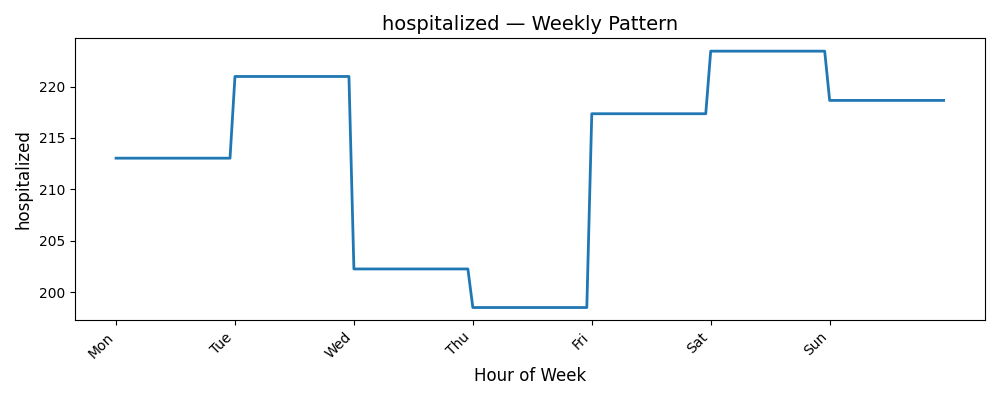 hospitalized — Weekly Pattern
hospitalized
220
215
210
205
200
Mon
Tue
Wed
Thu
Fri
Sat
Sun
Hour of Week